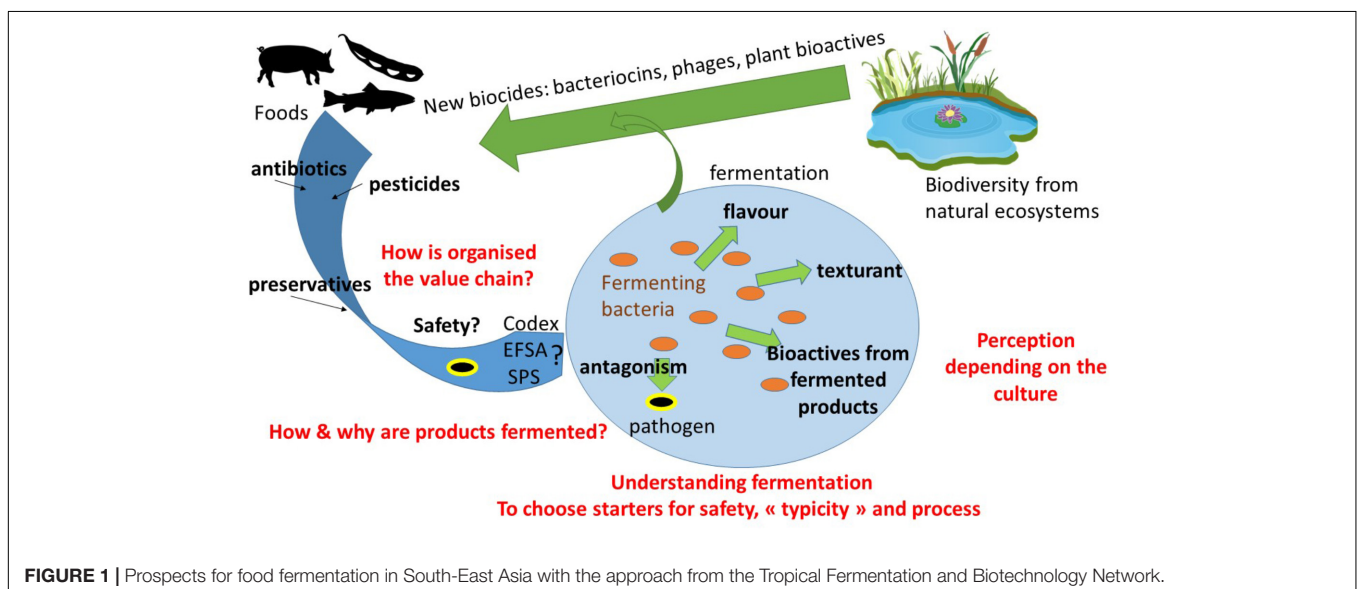 New biocides: bacteriocins, phages, plant bioactives
Foods
antibiotics
pesticides
preservatives
How is organised
the value chain?
Safety?
Codex
EFSA
?
SPS
How & why are products fermented?
fermentation
flavour
texturant
Fermenting
bacteria
Bioactives from
fermented
products
antagonism
pathogen
Biodiversity from
natural ecosystems
Perception
depending on the
culture
Understanding fermentation
To choose starters for safety, « typicity » and process
FIGURE 1 | Prospects for food fermentation in South-East Asia with the approach from the Tropical Fermentation and Biotechnology Network.